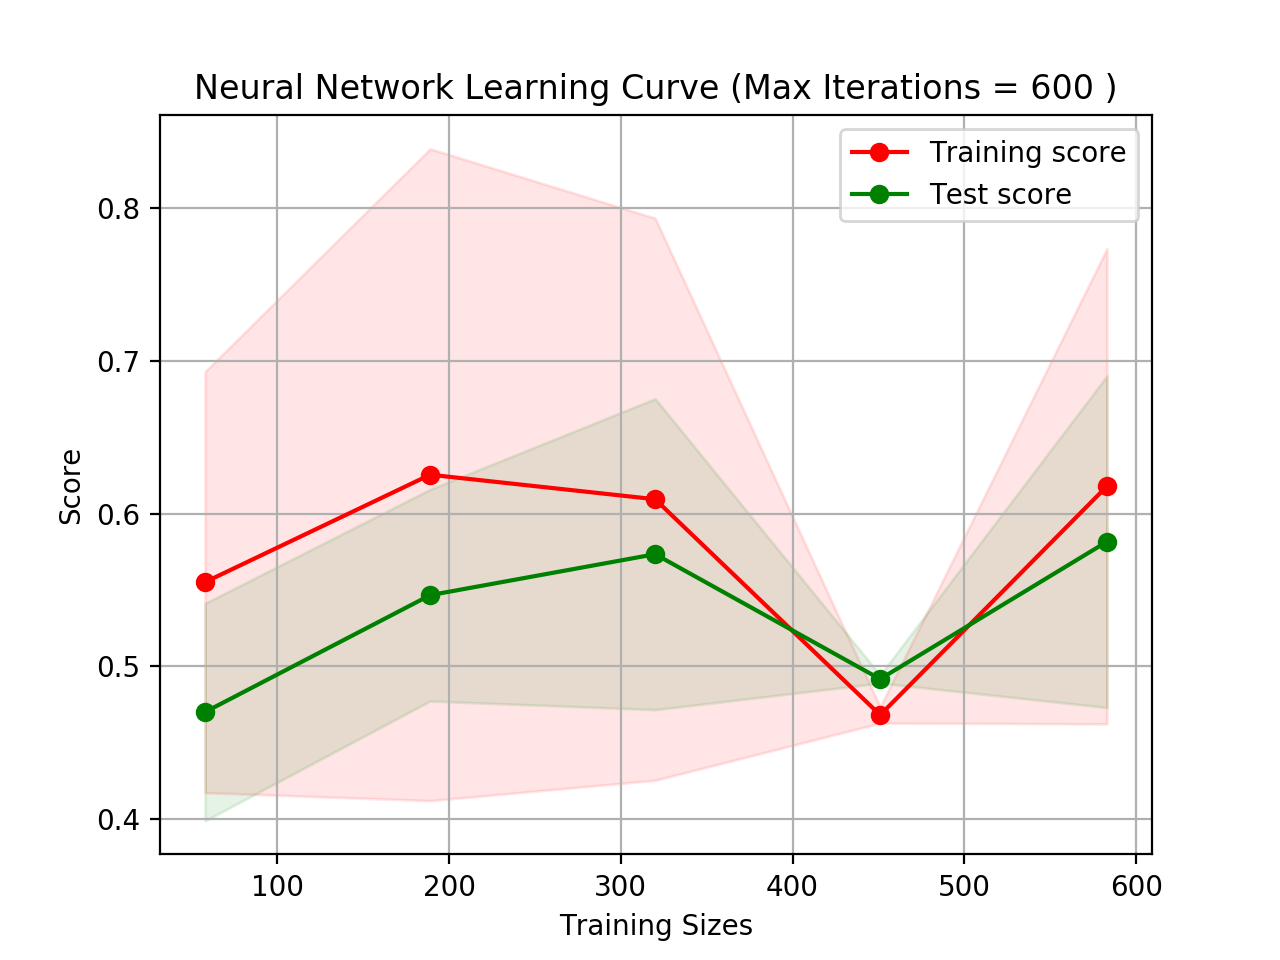 Neural Network Learning Curve (Max Iterations = 600 )
Training score
Test score
Score
0.8
0.7
0.6
0.5
0.4
100 200 300 400 500 600
Training Sizes